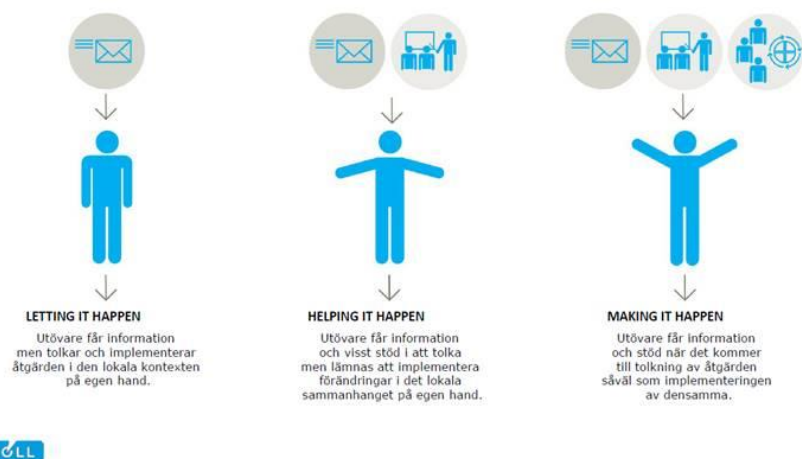 LETTING IT HAPPEN
Utövare får information
men tolkar och implementerar
åtgärden i den lokala kontexten
på egen hand.
HELPING IT HAPPEN
Utövare får information
och visst stöd i att tolka
men lämnas att implementera
förändringar i det lokala
sammanhanget på egen hand.
MAKING IT HAPPEN
Utövare får information
och stöd när det kommer
till tolkning av åtgärden
såväl som implementeringen
av densamma.